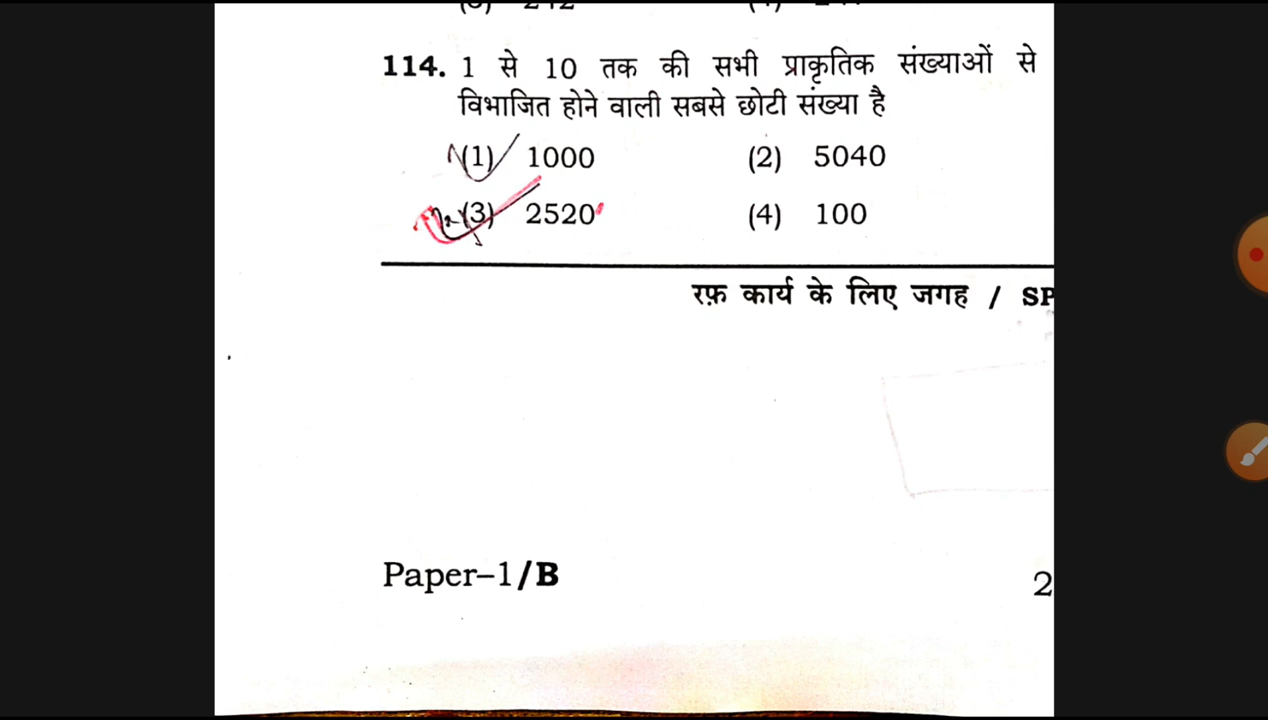 114. 1 से 10 तक की सभी प्राकृतिक संख्याओं से
विभाजित होने वाली सबसे छोटी संख्या है
(1) 1000 (2) 5040
(3) 2520 (4) 100
रफ़ कार्य के लिए जगह / SP
Paper–1/B 2